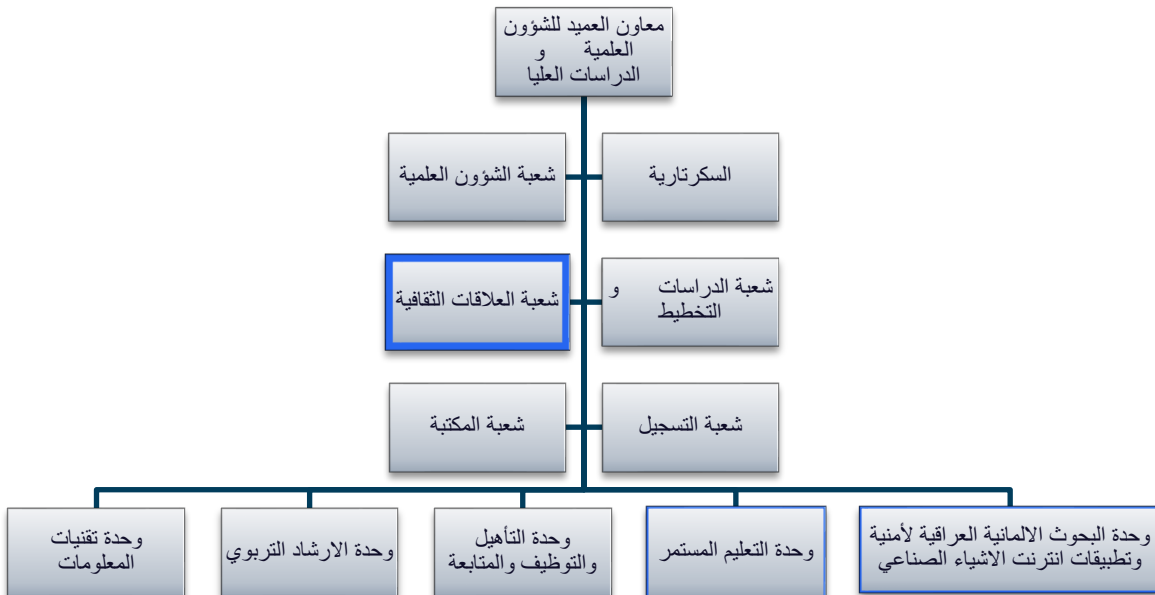 معاون العميد للشؤون
العلمية و
الدراسات العليا
السكرتارية
شعبة الشؤون العلمية
شعبة الدراسات و
التخطيط
شعبة العلاقات الثقافية
شعبة التسجيل
شعبة المكتبة
وحدة البحوث الالمانية العراقية لأمنية
وتطبيقات انترنت الاشياء الصناعي
وحدة التعليم المستمر
وحدة التأهيل
والتوظيف والمتابعة
وحدة الارشاد التربوي
وحدة تقنيات
المعلومات